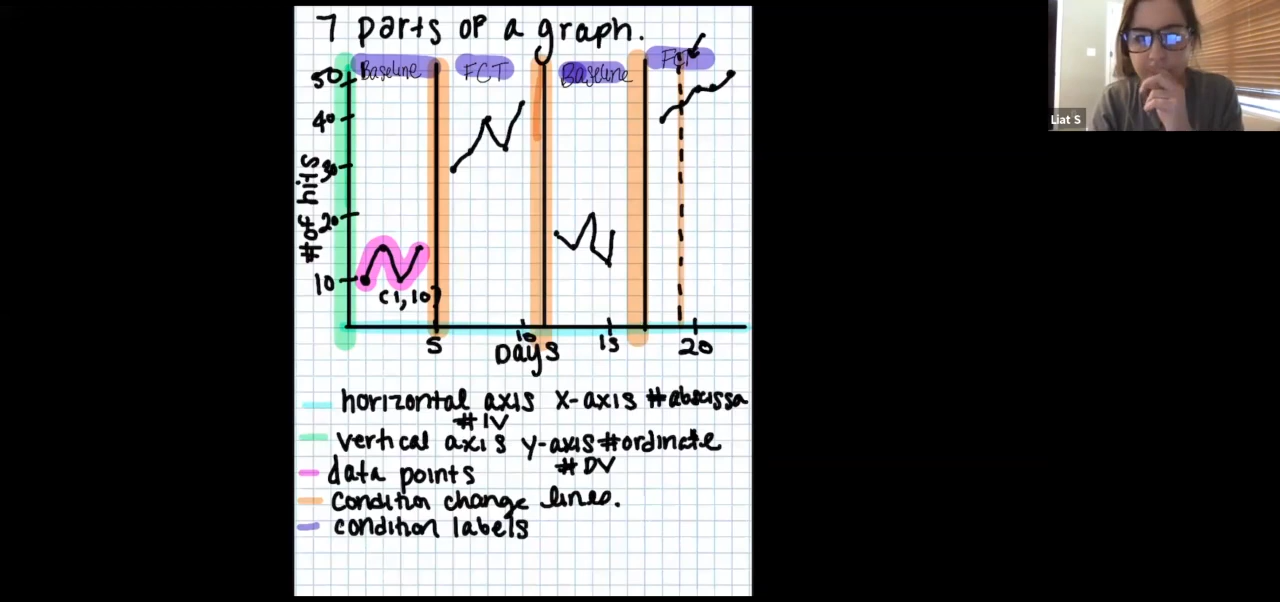 7 parts of a graph.
Baseline FCT Baseline FCT
50
40
30
20
10
# of hits
(1, 10)
5 10 15 20
Days
horizontal axis x-axis #abscissa
#IV
vertical axis y-axis #ordinate
#DV
data points
condition change lines.
condition labels
Liat S